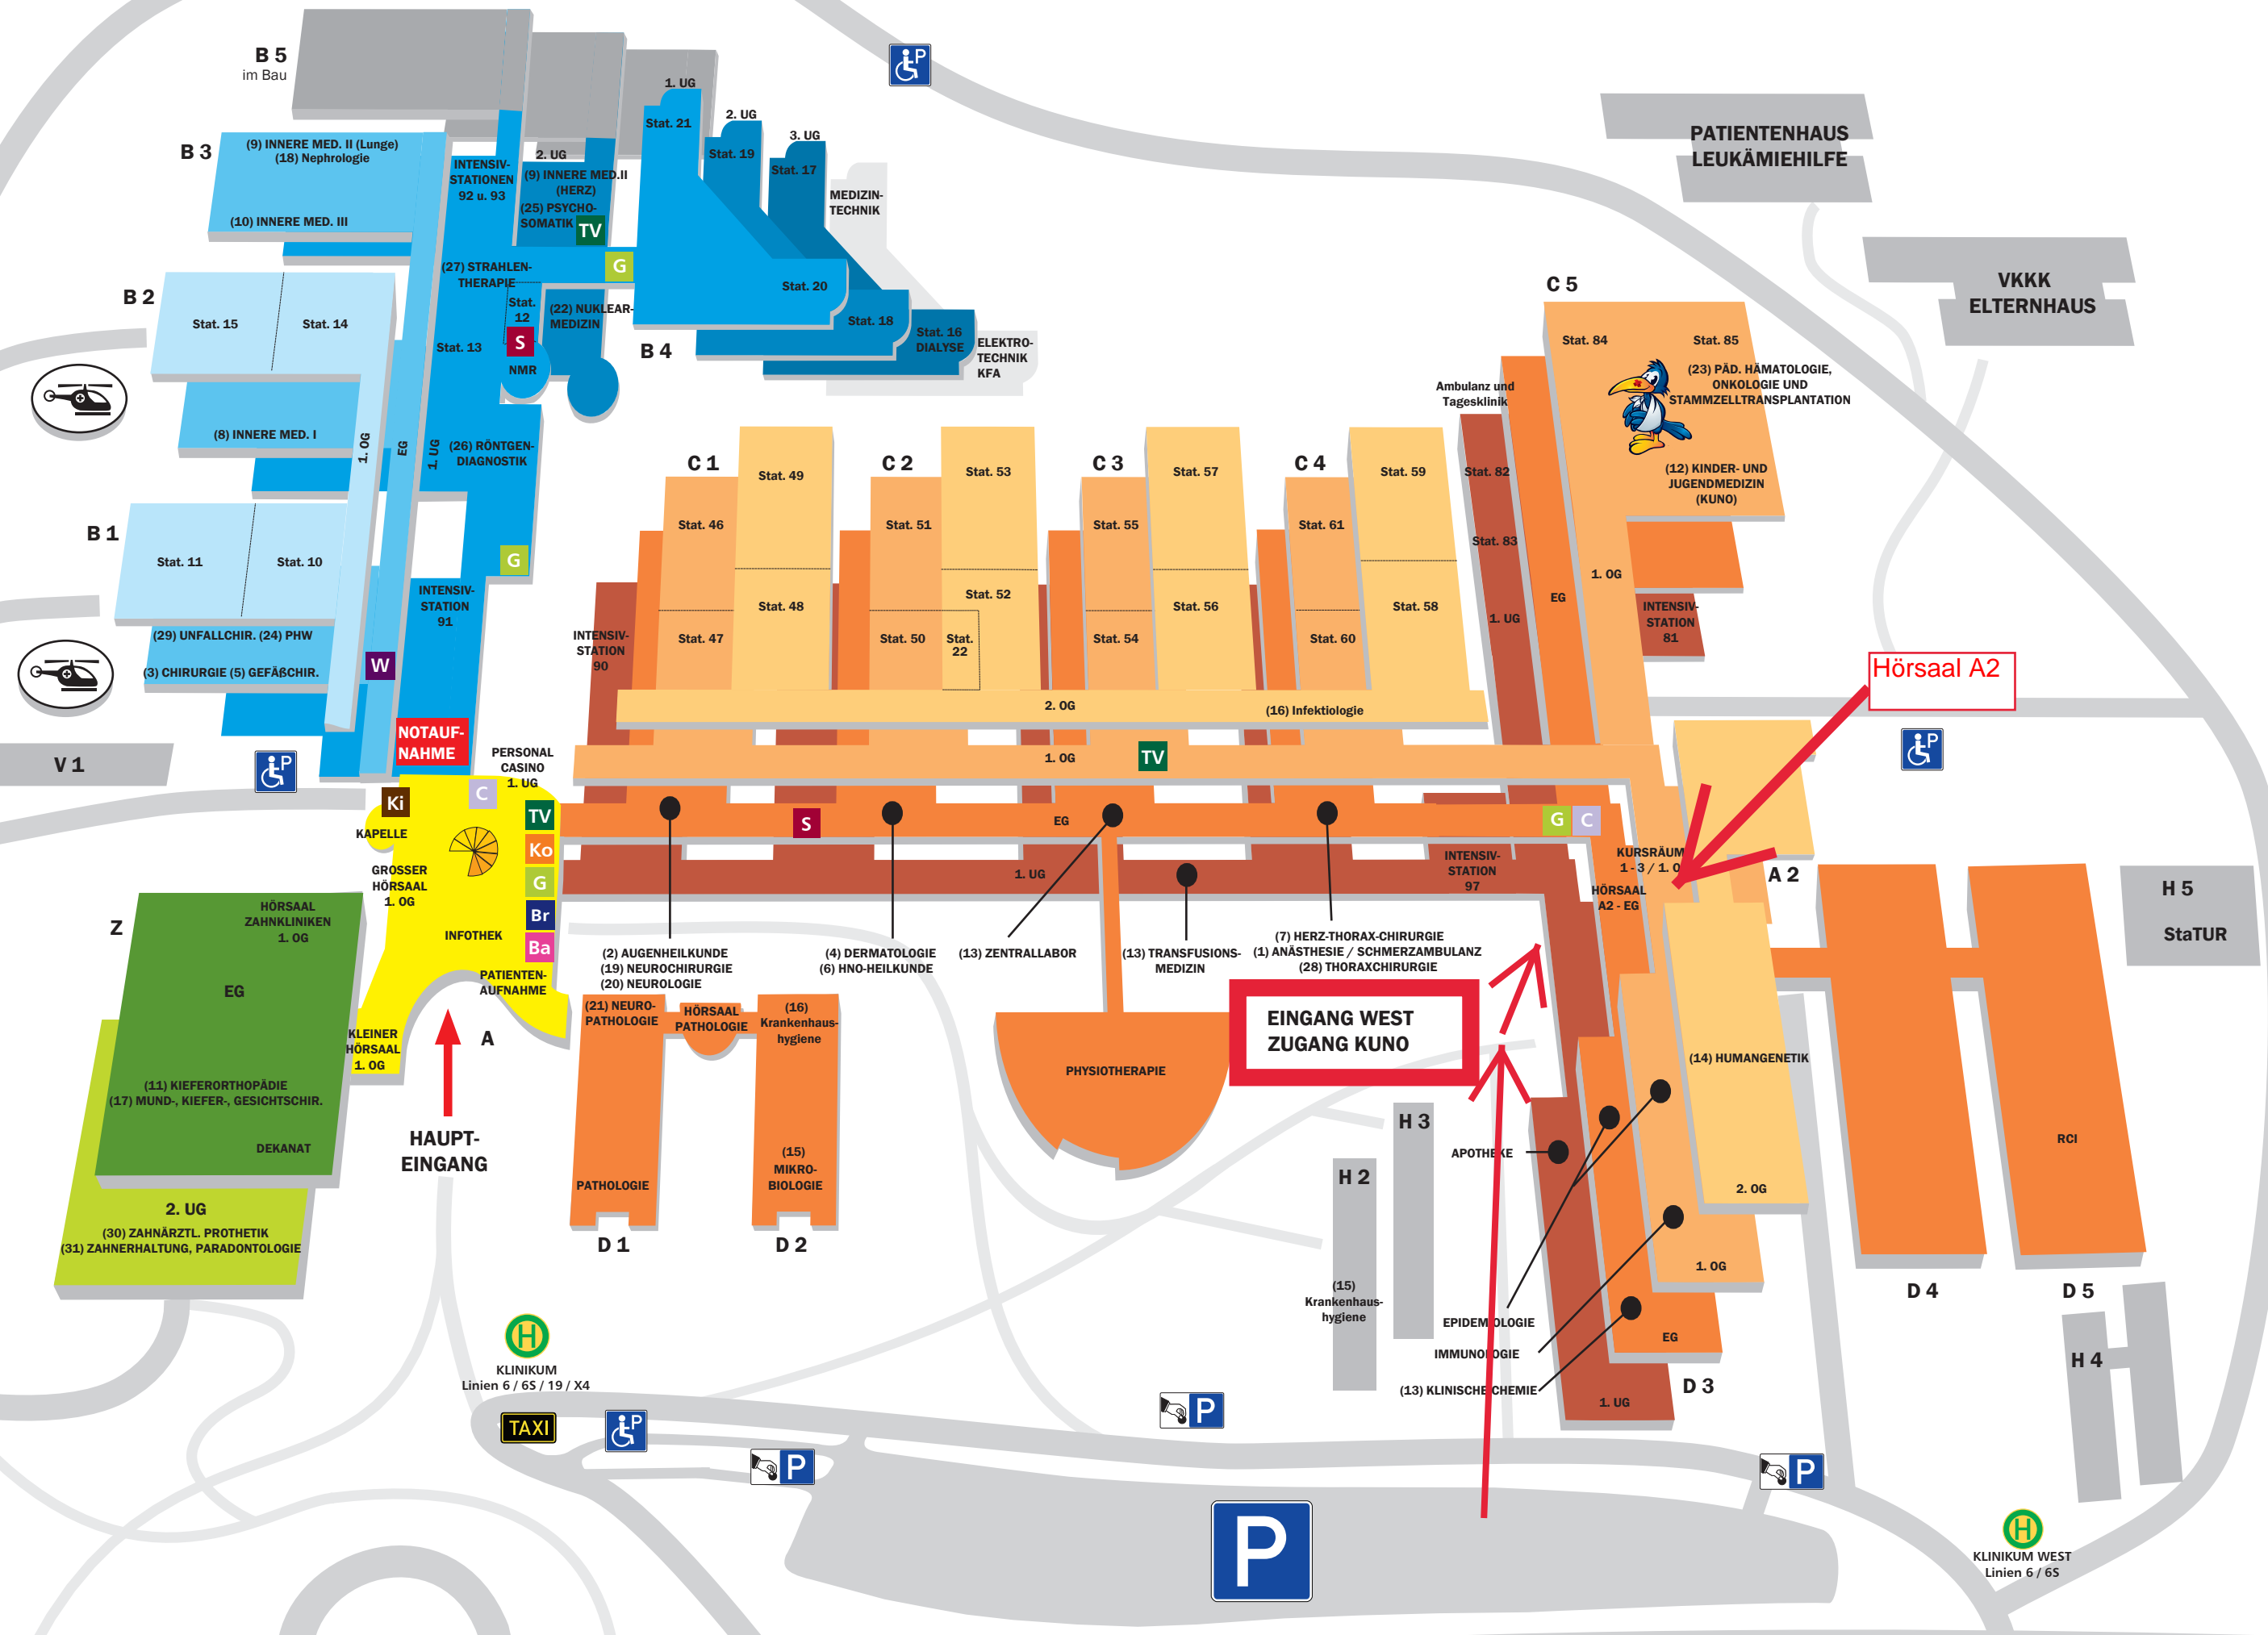 B 5
im Bau
1. UG
Stat. 21
2. UG
Stat. 19
3. UG
Stat. 17
MEDIZIN-
TECHNIK
B 3
(9) INNERE MED. II (Lunge)
(18) Nephrologie
(10) INNERE MED. III
INTENSIV-
STATIONEN
92 u. 93
2. UG
(9) INNERE MED.II
(HERZ)
(25) PSYCHO-
SOMATIK
TV
G
(27) STRAHLEN-
THERAPIE
Stat.
12
S
NMR
(22) NUKLEAR-
MEDIZIN
Stat. 20
Stat. 18
Stat. 16
DIALYSE
ELEKTRO-
TECHNIK
KFA
B 4
B 2
Stat. 15
Stat. 14
Stat. 13
(8) INNERE MED. I
1. OG
EG
1. UG
(26) RÖNTGEN-
DIAGNOSTIK
B 1
Stat. 11
Stat. 10
G
INTENSIV-
STATION
91
(29) UNFALLCHIR. (24) PHW
(3) CHIRURGIE (5) GEFÄßCHIR.
W
NOTAUF-
NAHME
V 1
P
P
PATIENTENHAUS
LEUKÄMIEHILFE
VKKK
ELTERNHAUS
C 5
Stat. 84
Stat. 85
(23) PÄD. HÄMATOLOGIE,
ONKOLOGIE UND
STAMMZELLTRANSPLANTATION
(12) KINDER- UND
JUGENDMEDIZIN
(KUNO)
Ambulanz und
Tagesklinik
Stat. 82
Stat. 83
1. UG
EG
1. OG
INTENSIV-
STATION
81
C 1
Stat. 49
Stat. 46
Stat. 48
Stat. 47
INTENSIV-
STATION
90
C 2
Stat. 53
Stat. 51
Stat. 52
Stat. 50
Stat.
22
C 3
Stat. 57
Stat. 55
Stat. 56
Stat. 54
C 4
Stat. 59
Stat. 61
Stat. 58
Stat. 60
2. OG
(16) Infektiologie
1. OG
TV
Hörsaal A2
P
PERSONAL
CASINO
1. UG
Ki
C
KAPELLE
TV
Ko
G
Br
Ba
GROSSER
HÖRSAAL
1. OG
INFOTHEK
PATIENTEN-
AUFNAHME
KLEINER
HÖRSAAL
1. OG
A
HAUPT-
EINGANG
S
EG
G
C
1. UG
INTENSIV-
STATION
97
KURSRÄUM
1 - 3 / 1. O
HÖRSAAL
A2 - EG
A 2
H 5
StaTUR
Z
HÖRSAAL
ZAHNKLINIKEN
1. OG
EG
(11) KIEFERORTHOPÄDIE
(17) MUND-, KIEFER-, GESICHTSCHIR.
DEKANAT
2. UG
(30) ZAHNÄRZTL. PROTHETIK
(31) ZAHNERHALTUNG, PARADONTOLOGIE
(2) AUGENHEILKUNDE
(19) NEUROCHIRURGIE
(20) NEUROLOGIE
(4) DERMATOLOGIE
(6) HNO-HEILKUNDE
(13) ZENTRALLABOR
(13) TRANSFUSIONS-
MEDIZIN
(7) HERZ-THORAX-CHIRURGIE
(1) ANÄSTHESIE / SCHMERZAMBULANZ
(28) THORAXCHIRURGIE
(21) NEURO-
PATHOLOGIE
HÖRSAAL
PATHOLOGIE
(16)
Krankenhaus-
hygiene
PATHOLOGIE
(15)
MIKRO-
BIOLOGIE
D 1
D 2
PHYSIOTHERAPIE
EINGANG WEST
ZUGANG KUNO
H 3
H 2
(15)
Krankenhaus-
hygiene
APOTHEKE
EPIDEMIOLOGIE
IMMUNOLOGIE
(13) KLINISCHE CHEMIE
(14) HUMANGENETIK
2. OG
1. OG
EG
1. UG
D 3
RCI
D 4
D 5
H 4
H
KLINIKUM
Linien 6 / 6S / 19 / X4
TAXI
P
P
P
P
P
H
KLINIKUM WEST
Linien 6 / 6S